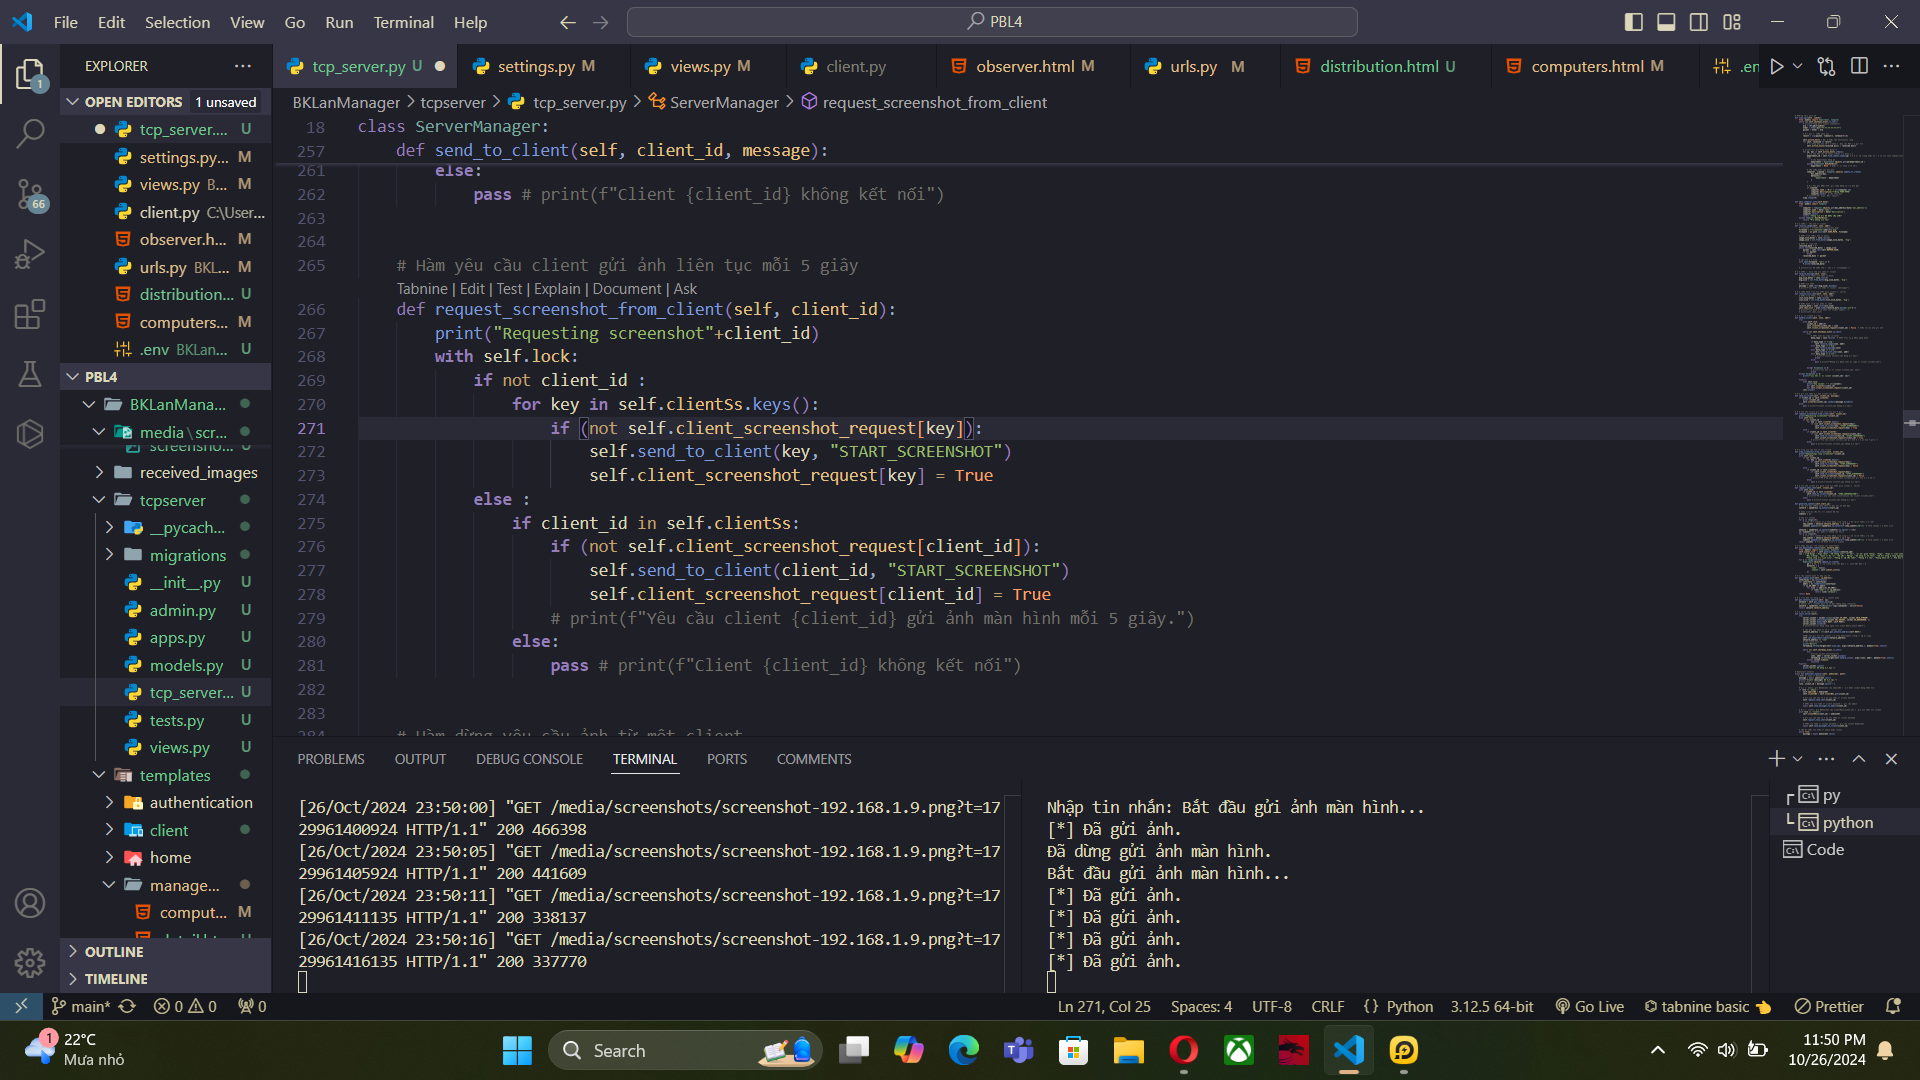 File Edit Selection View Go Run Terminal Help
PBL4
EXPLORER
1
tcp_server.py U
settings.py M
views.py M
client.py
observer.html M
urls.py M
distribution.html U
computers.html M
.en
OPEN EDITORS 1 unsaved
tcp_server.... U
settings.py... M
views.py B... M
client.py C:\User...
observer.h... M
urls.py BKL... M
distribution... U
computers... M
.env BKLan... U
66
PBL4
BKLanMana...
media\scr...
screensho...
received_images
tcpserver
__pycach...
migrations
__init__.py U
admin.py U
apps.py U
models.py U
tcp_server... U
tests.py U
views.py U
templates
authentication
client
home
manage...
comput... M
OUTLINE
TIMELINE
BKLanManager > tcpserver > tcp_server.py > ServerManager > request_screenshot_from_client
18 class ServerManager:
257 def send_to_client(self, client_id, message):
261 else:
262 pass # print(f"Client {client_id} không kết nối")
263
264
265 # Hàm yêu cầu client gửi ảnh liên tục mỗi 5 giây
Tabnine | Edit | Test | Explain | Document | Ask
266 def request_screenshot_from_client(self, client_id):
267 print("Requesting screenshot"+client_id)
268 with self.lock:
269 if not client_id :
270 for key in self.clientSs.keys():
271 if (not self.client_screenshot_request[key]):
272 self.send_to_client(key, "START_SCREENSHOT")
273 self.client_screenshot_request[key] = True
274 else :
275 if client_id in self.clientSs:
276 if (not self.client_screenshot_request[client_id]):
277 self.send_to_client(client_id, "START_SCREENSHOT")
278 self.client_screenshot_request[client_id] = True
279 # print(f"Yêu cầu client {client_id} gửi ảnh màn hình mỗi 5 giây.")
280 else:
281 pass # print(f"Client {client_id} không kết nối")
282
283
284 # Hàm dừng yêu cầu ảnh từ một client
PROBLEMS OUTPUT DEBUG CONSOLE TERMINAL PORTS COMMENTS
[26/Oct/2024 23:50:00] "GET /media/screenshots/screenshot-192.168.1.9.png?t=17
29961400924 HTTP/1.1" 200 466398
[26/Oct/2024 23:50:05] "GET /media/screenshots/screenshot-192.168.1.9.png?t=17
29961405924 HTTP/1.1" 200 441609
[26/Oct/2024 23:50:11] "GET /media/screenshots/screenshot-192.168.1.9.png?t=17
29961411135 HTTP/1.1" 200 338137
[26/Oct/2024 23:50:16] "GET /media/screenshots/screenshot-192.168.1.9.png?t=17
29961416135 HTTP/1.1" 200 337770
Nhập tin nhắn: Bắt đầu gửi ảnh màn hình...
[*] Đã gửi ảnh.
Đã dừng gửi ảnh màn hình.
Bắt đầu gửi ảnh màn hình...
[*] Đã gửi ảnh.
[*] Đã gửi ảnh.
[*] Đã gửi ảnh.
[*] Đã gửi ảnh.
py
python
Code
main* 0 0 0
Ln 271, Col 25 Spaces: 4 UTF-8 CRLF {} Python 3.12.5 64-bit Go Live tabnine basic Prettier
1
22°C
Mưa nhỏ
Search
11:50 PM
10/26/2024